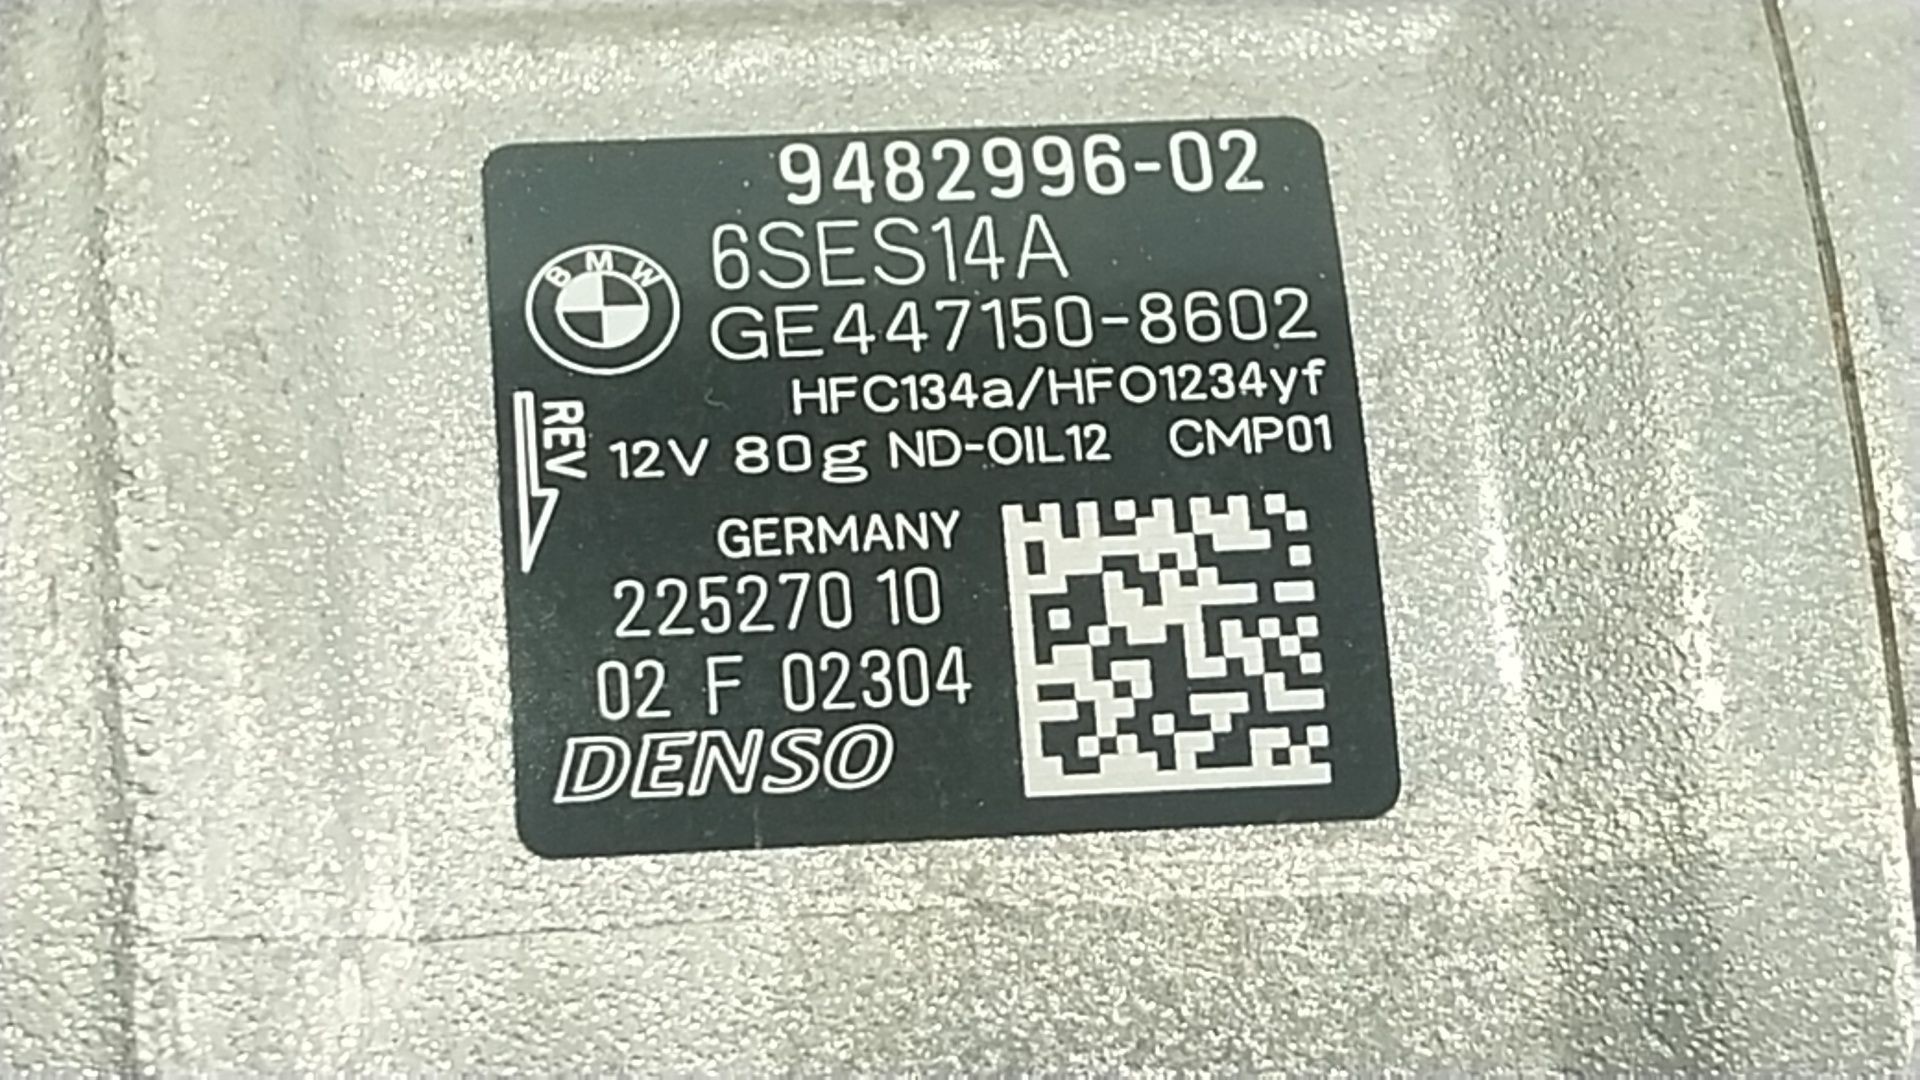 9482996-02
BMW
6SES14A
GE447150-8602
HFC134a/HFO1234yf
REV
12V 80g ND-OIL12 CMP01
GERMANY
225270 10
02 F 02304
DENSO